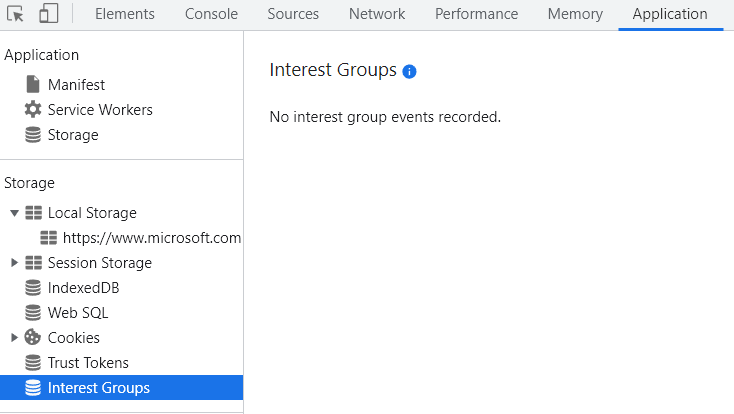 Elements Console Sources Network Performance Memory Application
Application
Manifest
Service Workers
Storage
Storage
Local Storage
https://www.microsoft.com
Session Storage
IndexedDB
Web SQL
Cookies
Trust Tokens
Interest Groups
Interest Groups
No interest group events recorded.